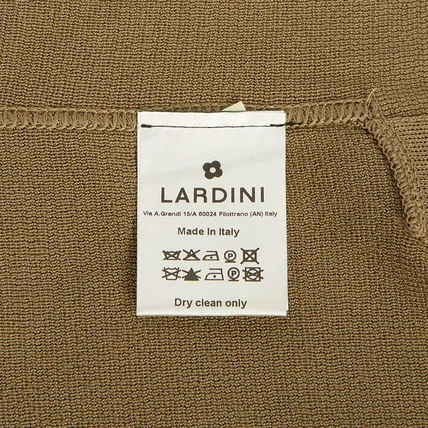 LARDINI
Via A.Grandi 15/A 60024 Filottrano (AN) Italy
Made in Italy
Dry clean only